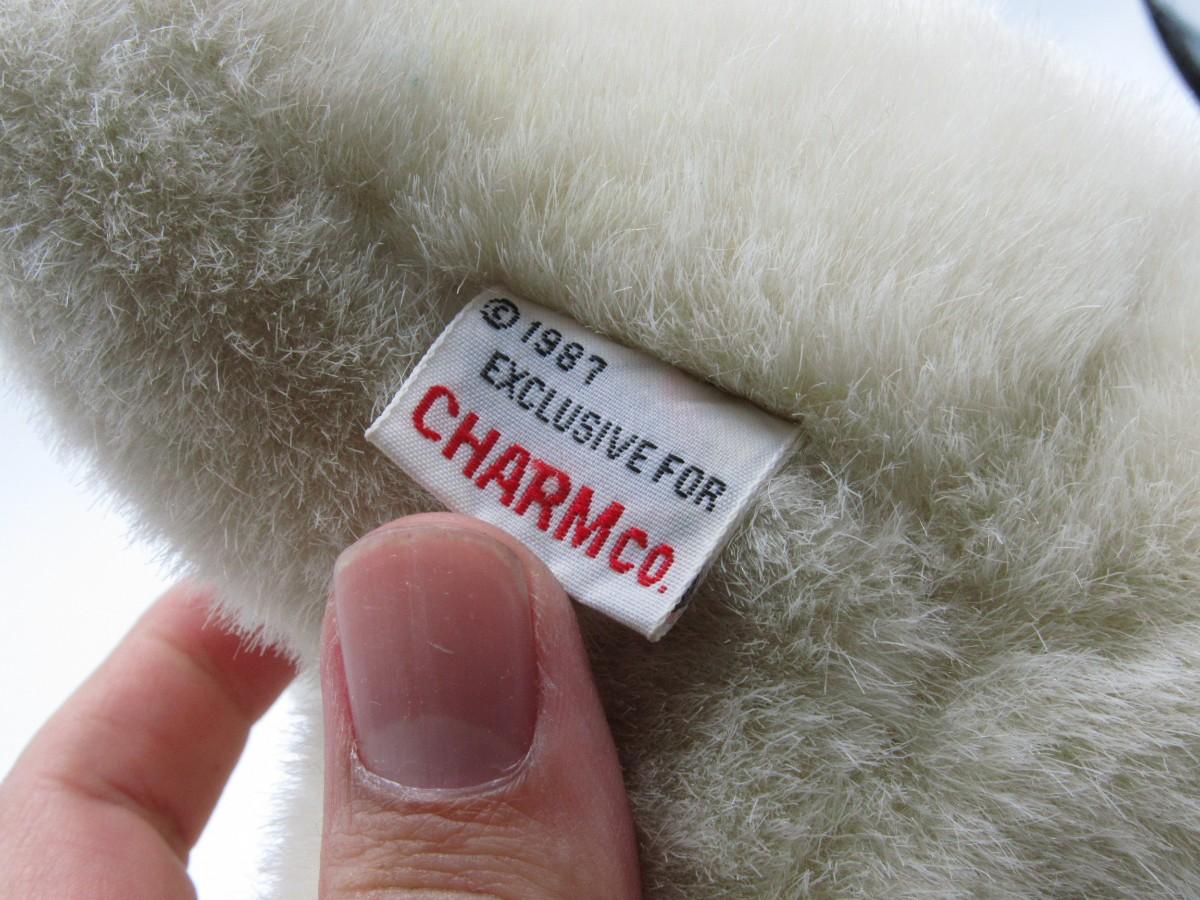 © 1987
EXCLUSIVE FOR
CHARMCO.